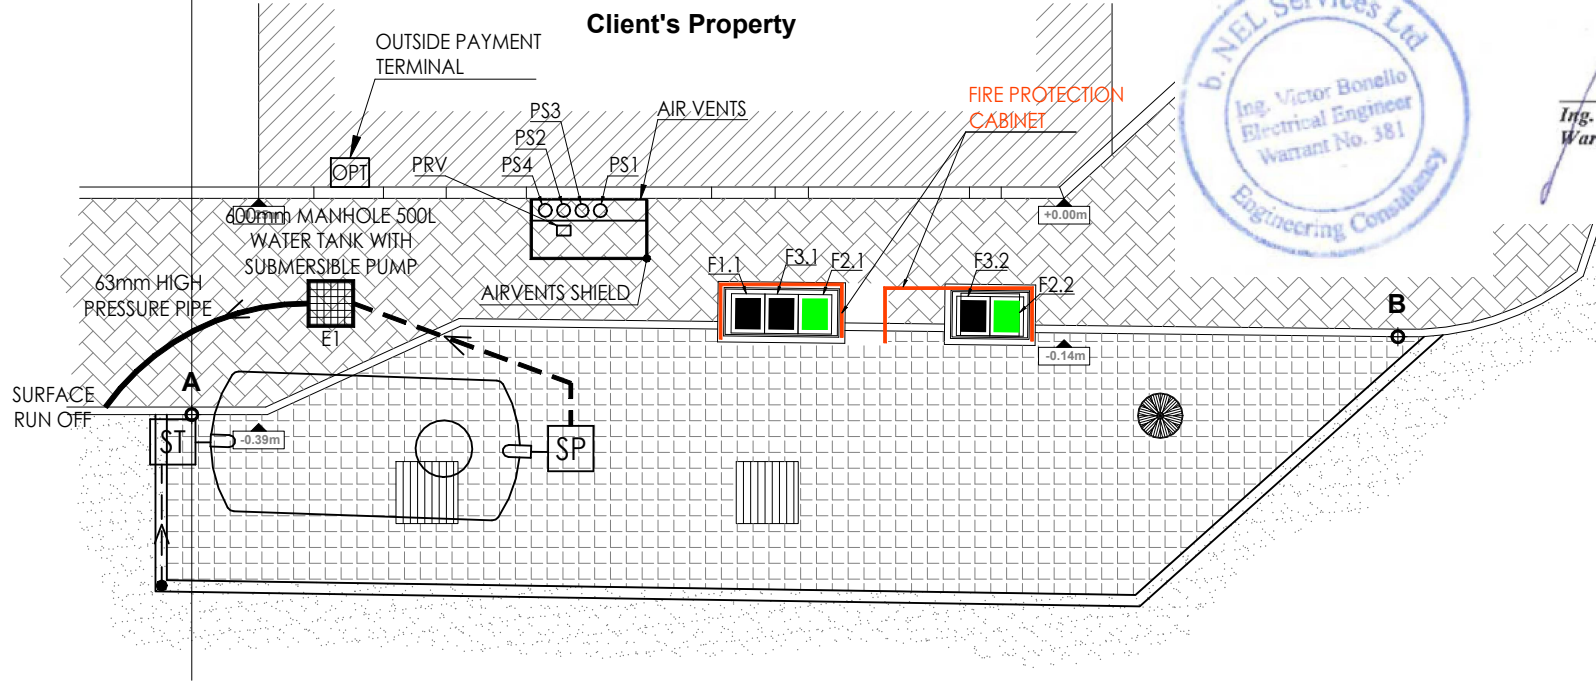 Client's Property
OUTSIDE PAYMENT
TERMINAL
PS3
PS2
PS4
PS1
PRV
AIR VENTS
OPT
FIRE PROTECTION
CABINET
b. NEL Services Ltd
Ing. Victor Bonello
Electrical Engineer
Warrant No. 381
Engineering Consultancy
Ing.
War
600mm MANHOLE 500L
WATER TANK WITH
SUBMERSIBLE PUMP
+0.00m
63mm HIGH
PRESSURE PIPE
AIRVENTS SHIELD
F1.1
F3.1
F2.1
F3.2
F2.2
E1
B
-0.14m
A
SURFACE
RUN OFF
ST
-0.39m
SP